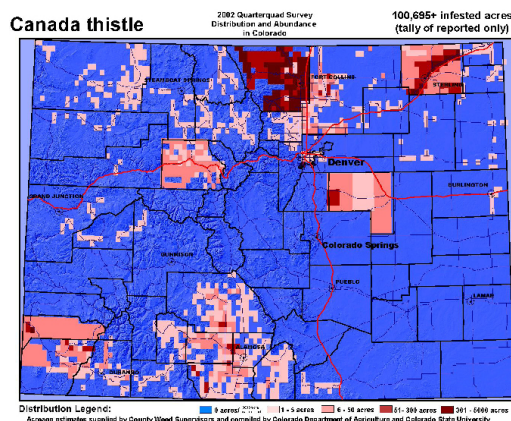 Canada thistle
2002 Quarterquad Survey
Distribution and Abundance
in Colorado
100,695+ infested acres
(tally of reported only)
STEAMBOAT SPRINGS
FORT COLLINS
STERLING
Denver
GRAND JUNCTION
BURLINGTON
Colorado Springs
GUNNISON
PUEBLO
LAMAR
ALAMOSA
DURANGO
Distribution Legend: 0 acres/ 1 - 5 acres 6 - 50 acres 51 - 300 acres 301 - 5000 acres
Acreage estimates supplied by County Weed Supervisors and compiled by Colorado Department of Agriculture and Colorado State University